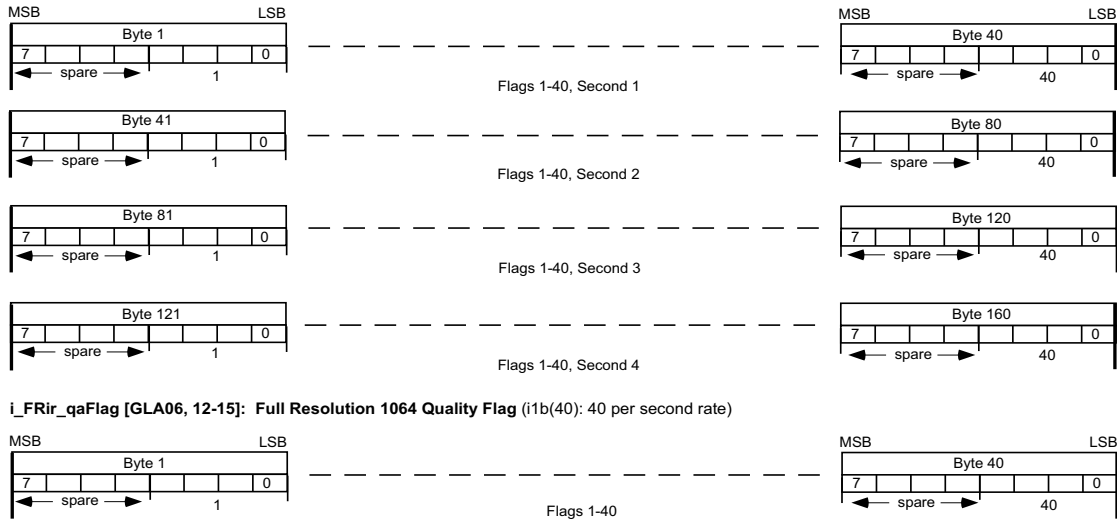 MSB LSB MSB LSB
Byte 1 Byte 40
7 0 7 0
spare 1 spare 40
Flags 1-40, Second 1
Byte 41 Byte 80
7 0 7 0
spare 1 spare 40
Flags 1-40, Second 2
Byte 81 Byte 120
7 0 7 0
spare 1 spare 40
Flags 1-40, Second 3
Byte 121 Byte 160
7 0 7 0
spare 1 spare 40
Flags 1-40, Second 4
i_FRir_qaFlag [GLA06, 12-15]: Full Resolution 1064 Quality Flag (i1b(40): 40 per second rate)
MSB LSB MSB LSB
Byte 1 Byte 40
7 0 7 0
spare 1 spare 40
Flags 1-40